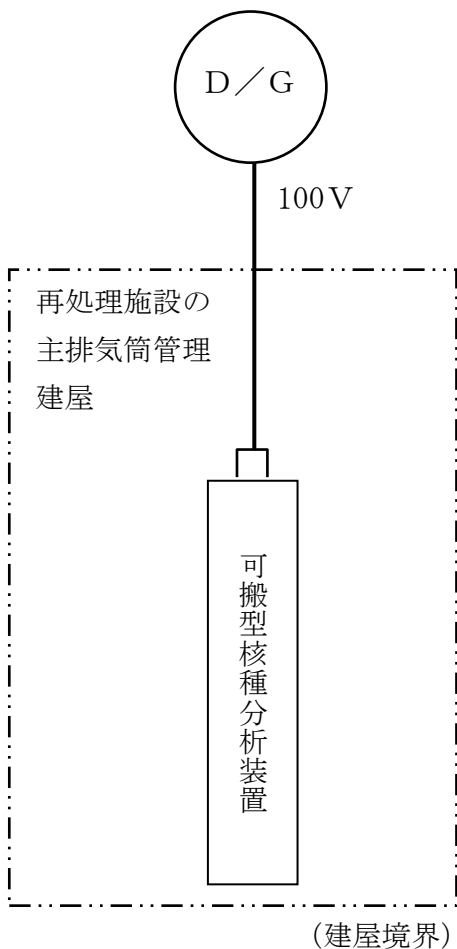 D／G
100V
再処理施設の
主排気筒管理
建屋
可搬型核種分析装置
（建屋境界）